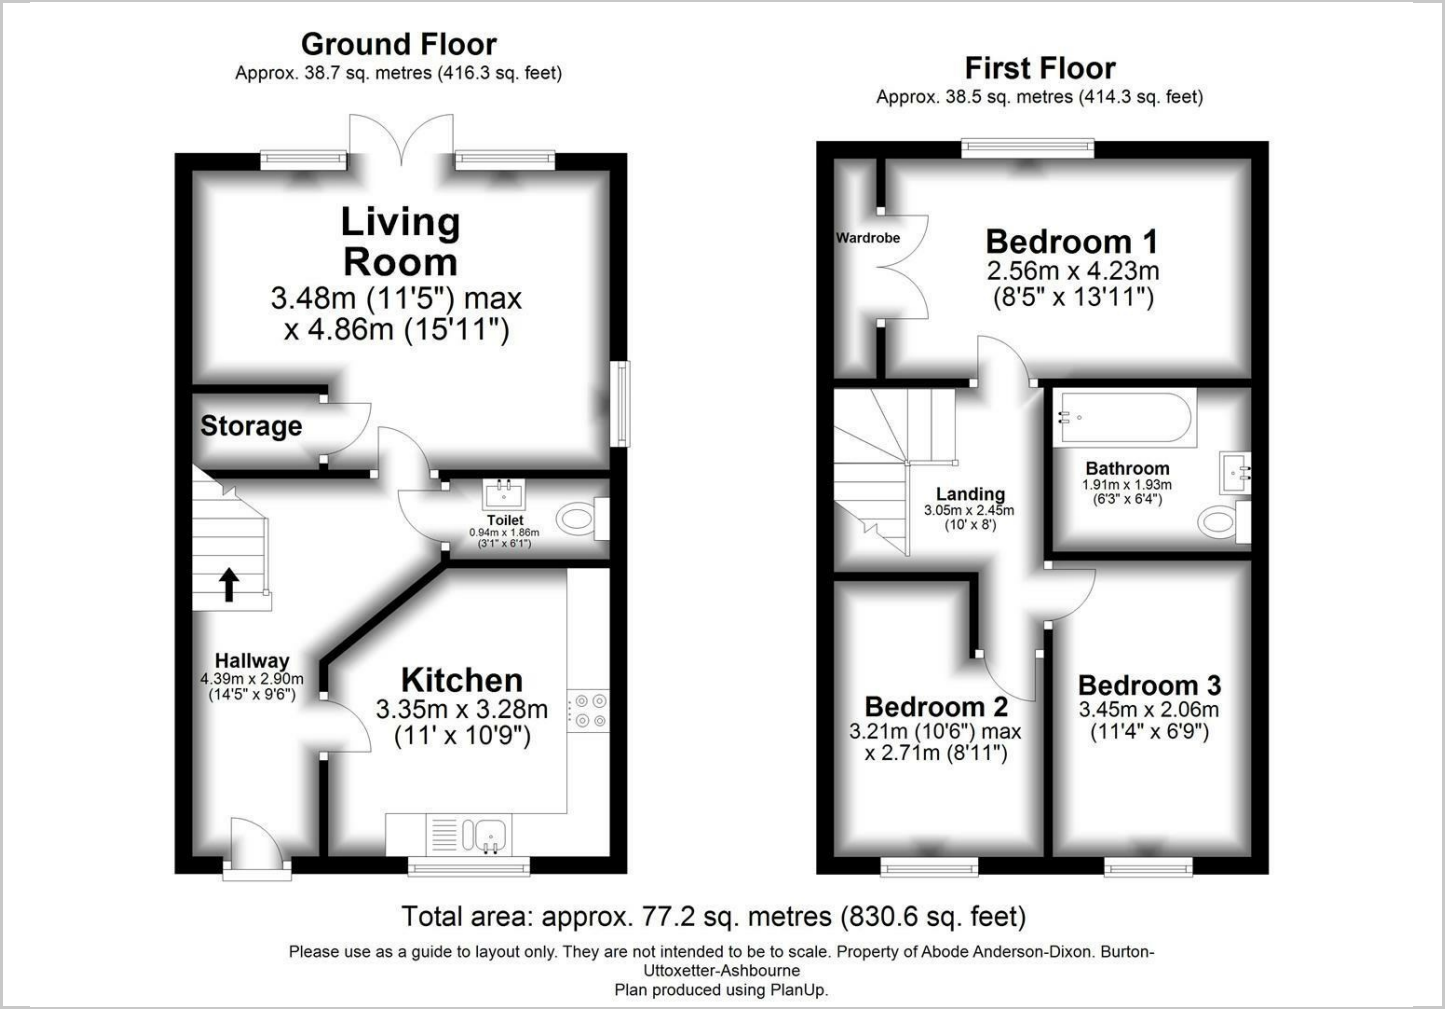 Ground Floor
Approx. 38.7 sq. metres (416.3 sq. feet)
Living
Room
3.48m (11'5") max
x 4.86m (15'11")
Storage
Toilet
0.94m x 1.86m
(3'1" x 6'1")
Hallway
4.39m x 2.90m
(14'5" x 9'6")
Kitchen
3.35m x 3.28m
(11' x 10'9")
First Floor
Approx. 38.5 sq. metres (414.3 sq. feet)
Wardrobe
Bedroom 1
2.56m x 4.23m
(8'5" x 13'11")
Bathroom
1.91m x 1.93m
(6'3" x 6'4")
Landing
3.05m x 2.45m
(10' x 8')
Bedroom 2
3.21m (10'6") max
x 2.71m (8'11")
Bedroom 3
3.45m x 2.06m
(11'4" x 6'9")
Total area: approx. 77.2 sq. metres (830.6 sq. feet)
Please use as a guide to layout only. They are not intended to be to scale. Property of Abode Anderson-Dixon. Burton-
Uttoxetter-Ashbourne
Plan produced using PlanUp.